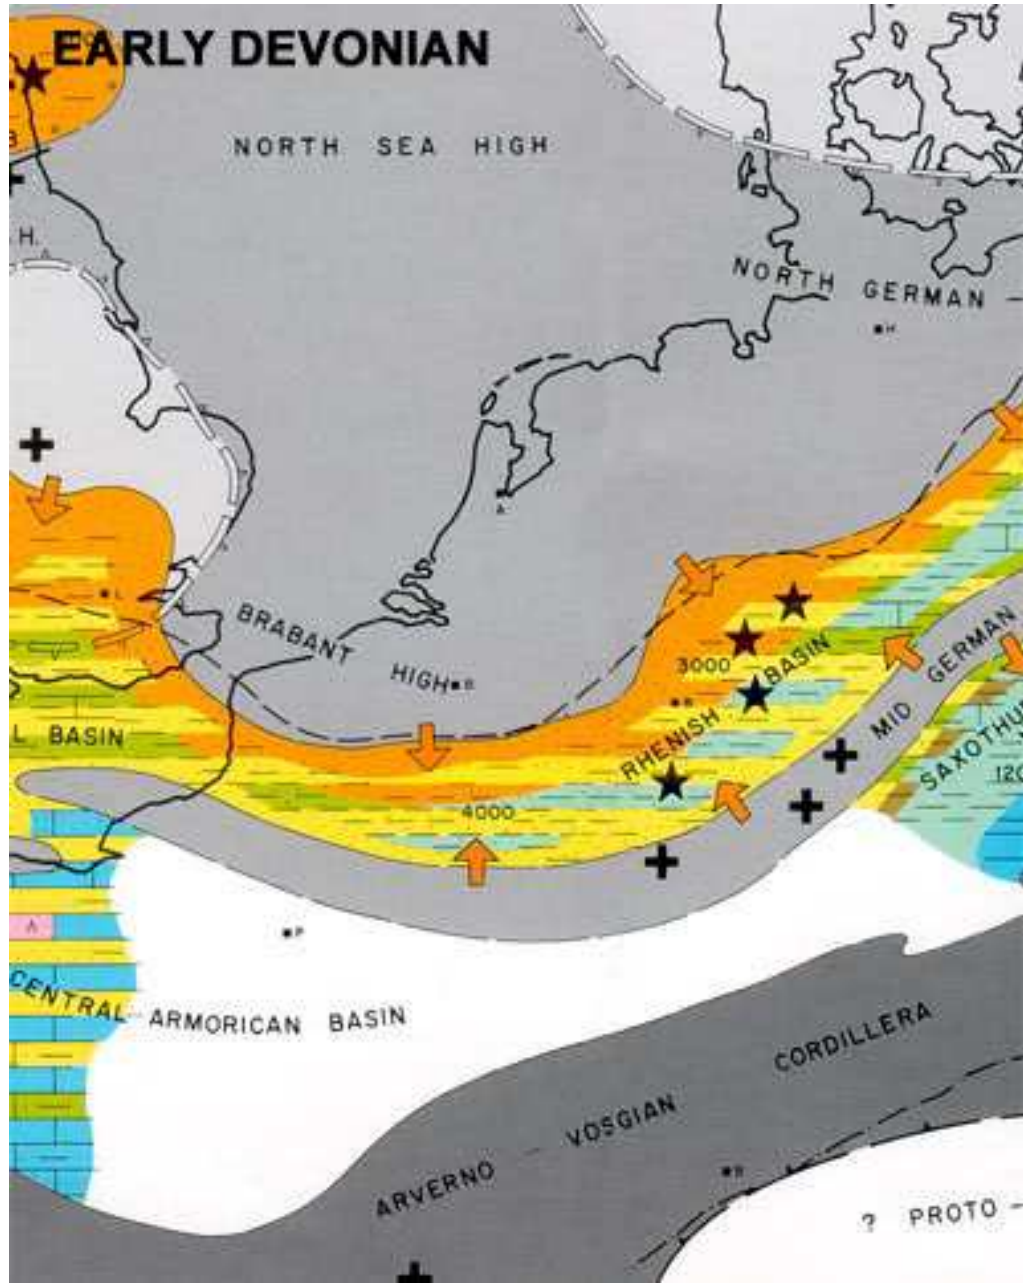 EARLY DEVONIAN
NORTH SEA HIGH
H.
NORTH GERMAN -
H
A
L
BRABANT
HIGH
B
3000
BASIN
RHENISH
MID GERMAN
L BASIN
4000
SAXOTHU
120
P
CENTRAL-ARMORICAN BASIN
CORDILLERA
VOSGIAN
ARVERNO
? PROTO -